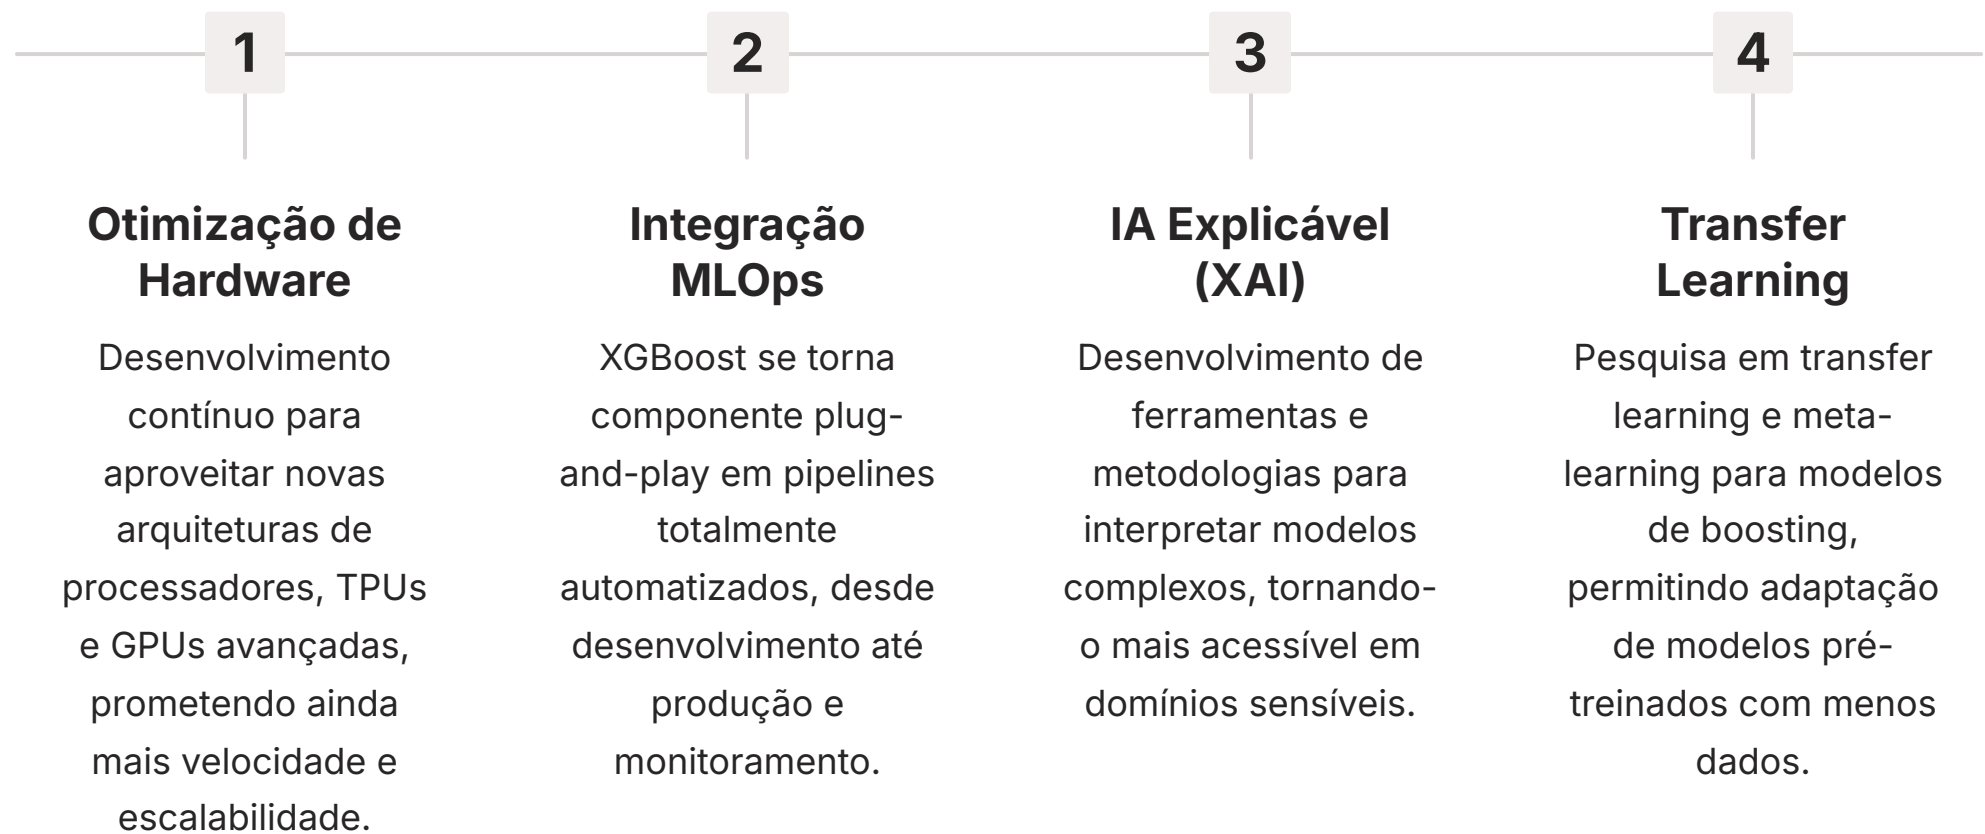 1
Otimização de
Hardware
Desenvolvimento
contínuo para
aproveitar novas
arquiteturas de
processadores, TPUs
e GPUs avançadas,
prometendo ainda
mais velocidade e
escalabilidade.
2
Integração
MLOps
XGBoost se torna
componente plug-
and-play em pipelines
totalmente
automatizados, desde
desenvolvimento até
produção e
monitoramento.
3
IA Explicável
(XAI)
Desenvolvimento de
ferramentas e
metodologias para
interpretar modelos
complexos, tornando-
o mais acessível em
domínios sensíveis.
4
Transfer
Learning
Pesquisa em transfer
learning e meta-
learning para modelos
de boosting,
permitindo adaptação
de modelos pré-
treinados com menos
dados.